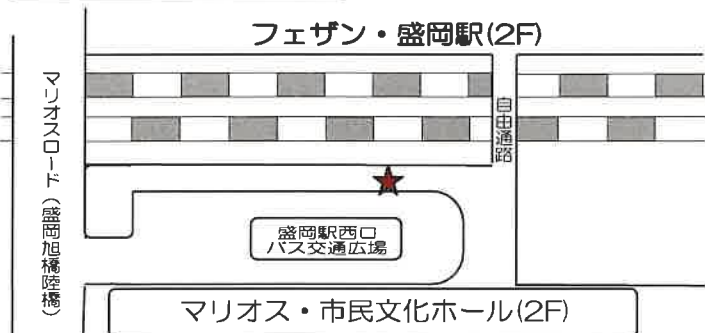 フェザン・盛岡駅(2F)
マリオスロード(盛岡旭橋陸橋)
自由通路
盛岡駅西口
バス交通広場
マリオス・市民文化ホール(2F)